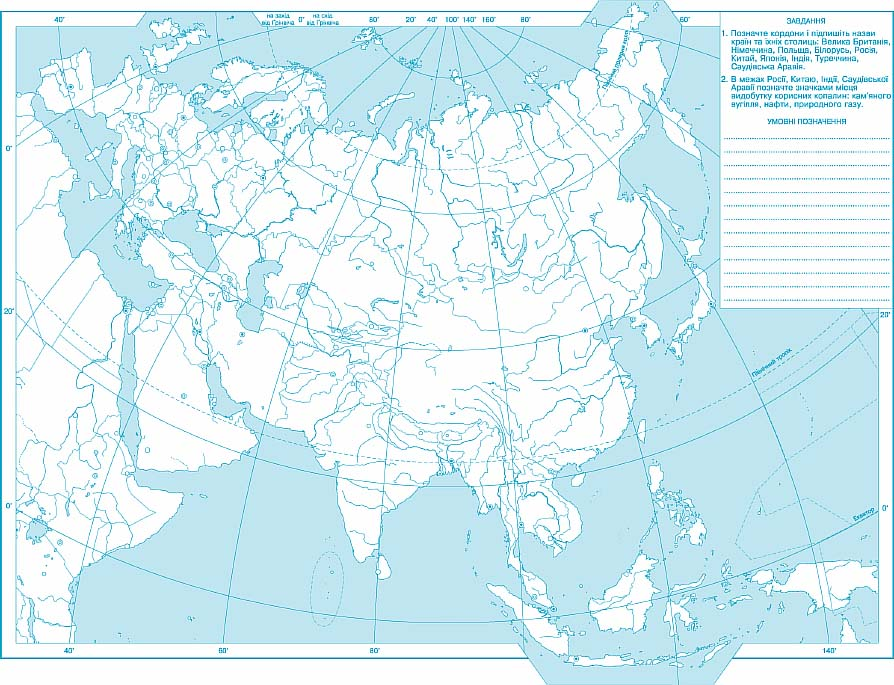 40°
на захід
від Гринвіча
0°
на схід
від Гринвіча
60°
20°
40°
100°
140°
160°
80°
60°
ЗАВДАННЯ
1. Позначте кордони і підпишіть назви
країн та їхніх столиць: Велика Британія,
Німеччина, Польща, Білорусь, Росія,
Китай, Японія, Індія, Туреччина,
Саудівська Аравія.
2. В межах Росії, Китаю, Індії, Саудівської
Аравії позначте значками місця
видобутку корисних копалин: кам'яного
вугілля, нафти, природного газу.
УМОВНІ ПОЗНАЧЕННЯ
0°
20°
20°
Північний тропік
0°
0°
Екватор
40°
60°
80°
140°